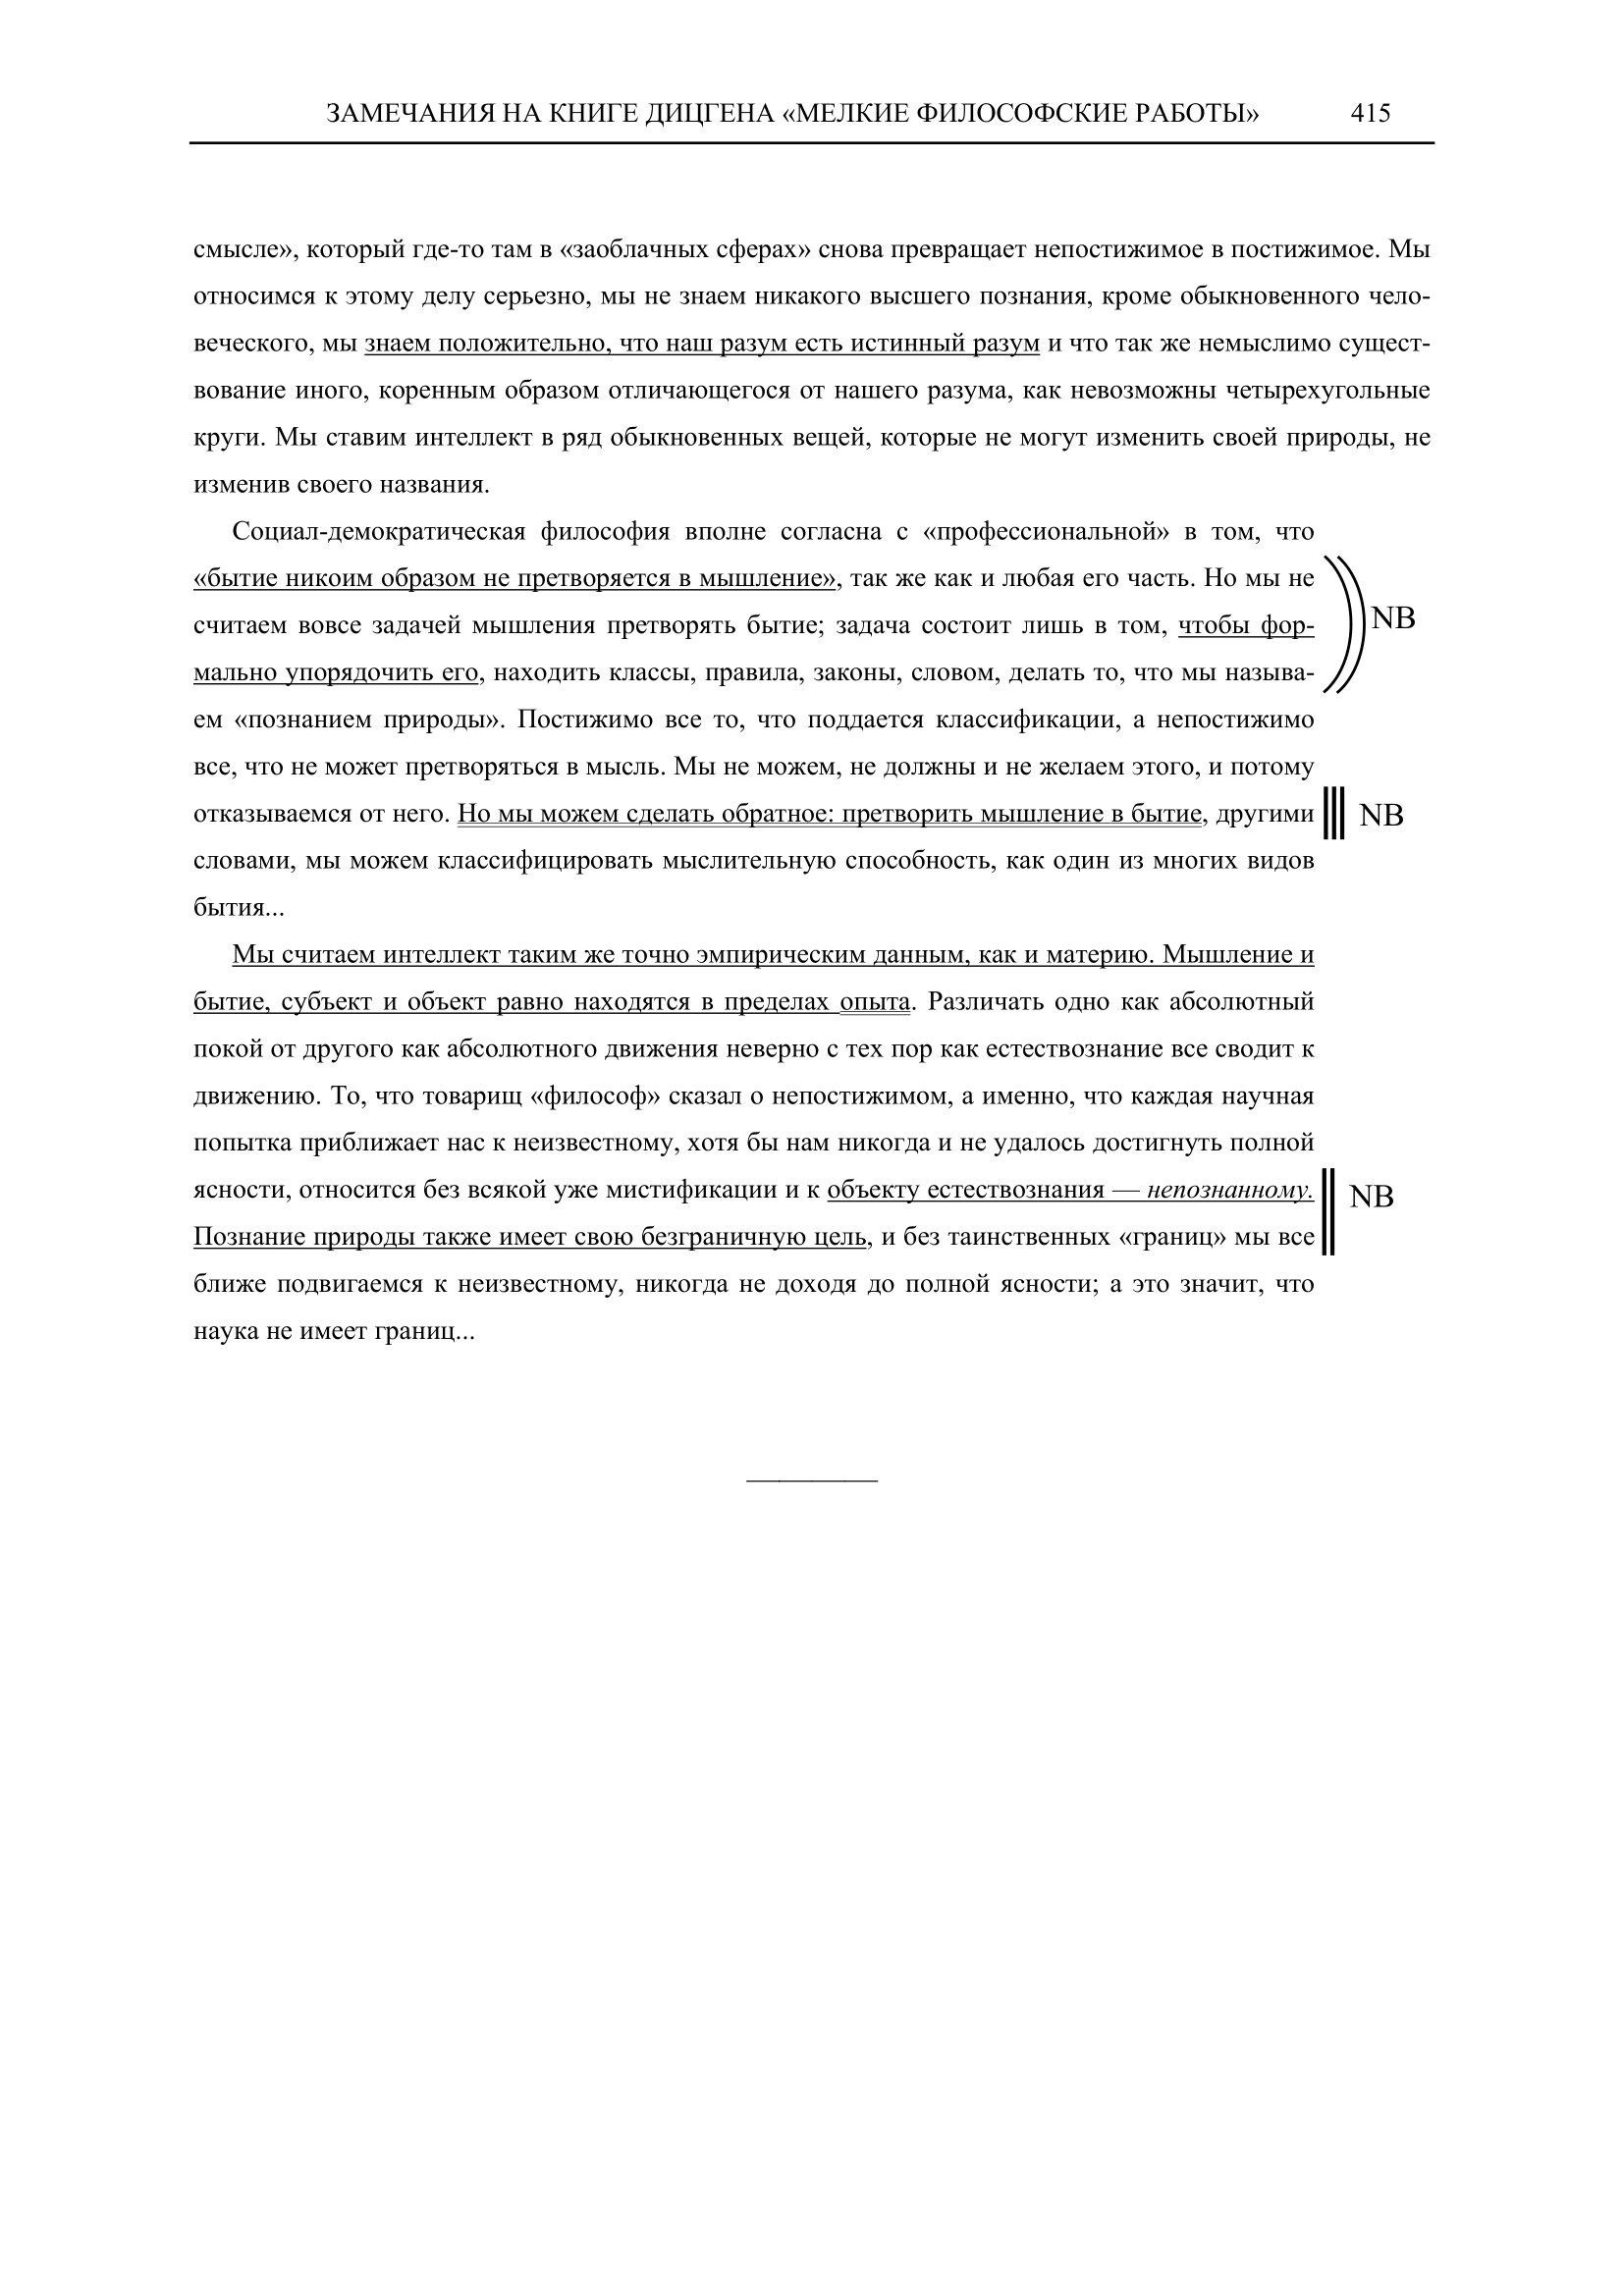 ЗАМЕЧАНИЯ НА КНИГЕ ДИЦГЕНА «МЕЛКИЕ ФИЛОСОФСКИЕ РАБОТЫ» 415
смысле», который где-то там в «заоблачных сферах» снова превращает непостижимое в постижимое. Мы
относимся к этому делу серьезно, мы не знаем никакого высшего познания, кроме обыкновенного чело-
веческого, мы знаем положительно, что наш разум есть истинный разум и что так же немыслимо сущест-
вование иного, коренным образом отличающегося от нашего разума, как невозможны четырехугольные
круги. Мы ставим интеллект в ряд обыкновенных вещей, которые не могут изменить своей природы, не
изменив своего названия.
Социал-демократическая философия вполне согласна с «профессиональной» в том, что
«бытие никоим образом не претворяется в мышление», так же как и любая его часть. Но мы не
считаем вовсе задачей мышления претворять бытие; задача состоит лишь в том, чтобы фор- NB
мально упорядочить его, находить классы, правила, законы, словом, делать то, что мы называ-
ем «познанием природы». Постижимо все то, что поддается классификации, а непостижимо
все, что не может претворяться в мысль. Мы не можем, не должны и не желаем этого, и потому
отказываемся от него. Но мы можем сделать обратное: претворить мышление в бытие, другими NB
словами, мы можем классифицировать мыслительную способность, как один из многих видов
бытия...
Мы считаем интеллект таким же точно эмпирическим данным, как и материю. Мышление и
бытие, субъект и объект равно находятся в пределах опыта. Различать одно как абсолютный
покой от другого как абсолютного движения неверно с тех пор как естествознание все сводит к
движению. То, что товарищ «философ» сказал о непостижимом, а именно, что каждая научная
попытка приближает нас к неизвестному, хотя бы нам никогда и не удалось достигнуть полной
ясности, относится без всякой уже мистификации и к объекту естествознания — непознанному. NB
Познание природы также имеет свою безграничную цель, и без таинственных «границ» мы все
ближе подвигаемся к неизвестному, никогда не доходя до полной ясности; а это значит, что
наука не имеет границ...